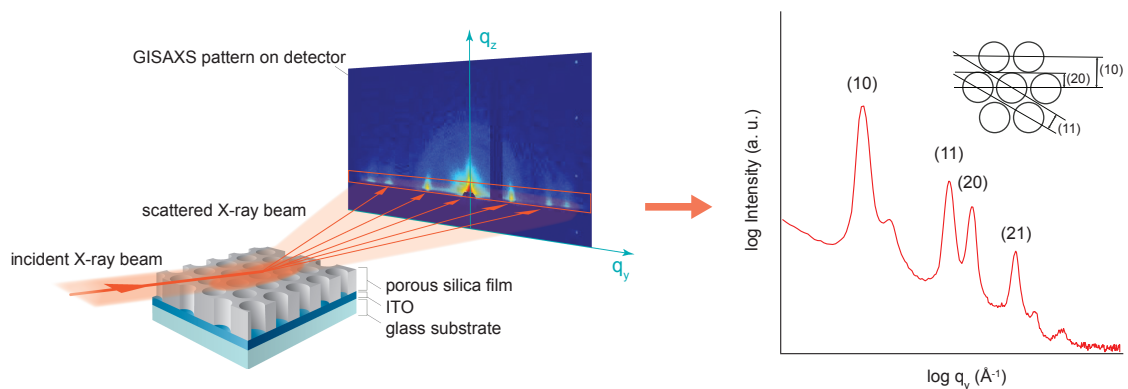 GISAXS pattern on detector
q_z
scattered X-ray beam
incident X-ray beam
q_y
porous silica film
ITO
glass substrate
log Intensity (a. u.)
(10)
(11)
(20)
(21)
(10)
(20)
(11)
log q_y (Å⁻¹)